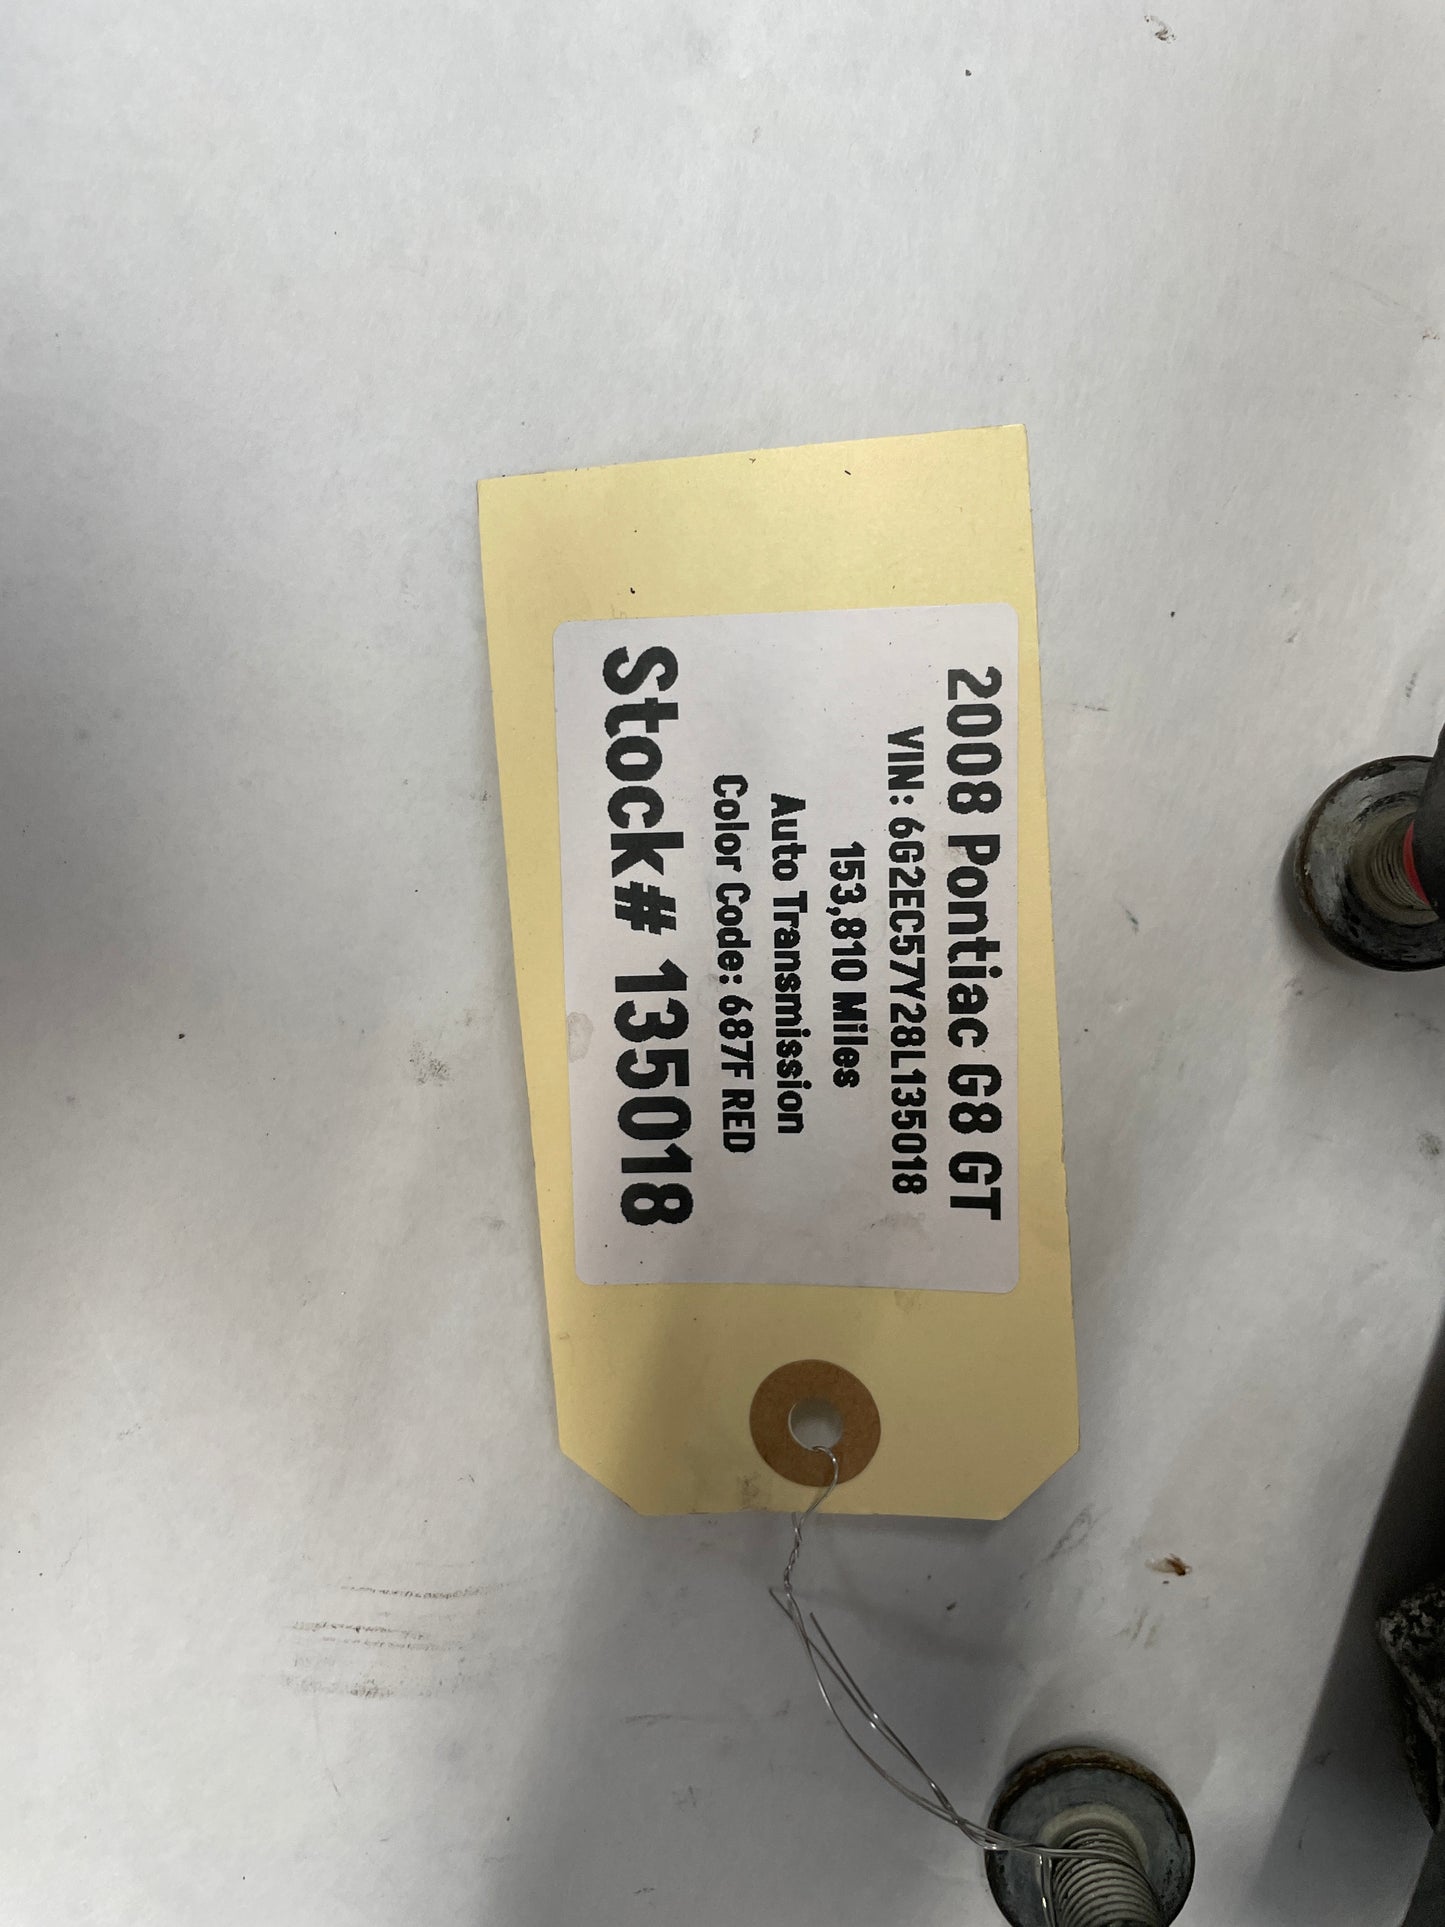 2008 Pontiac G8 GT
VIN: 6G2EC57Y28L135018
153,810 Miles
Auto Transmission
Color Code: 687F RED
Stock# 135018